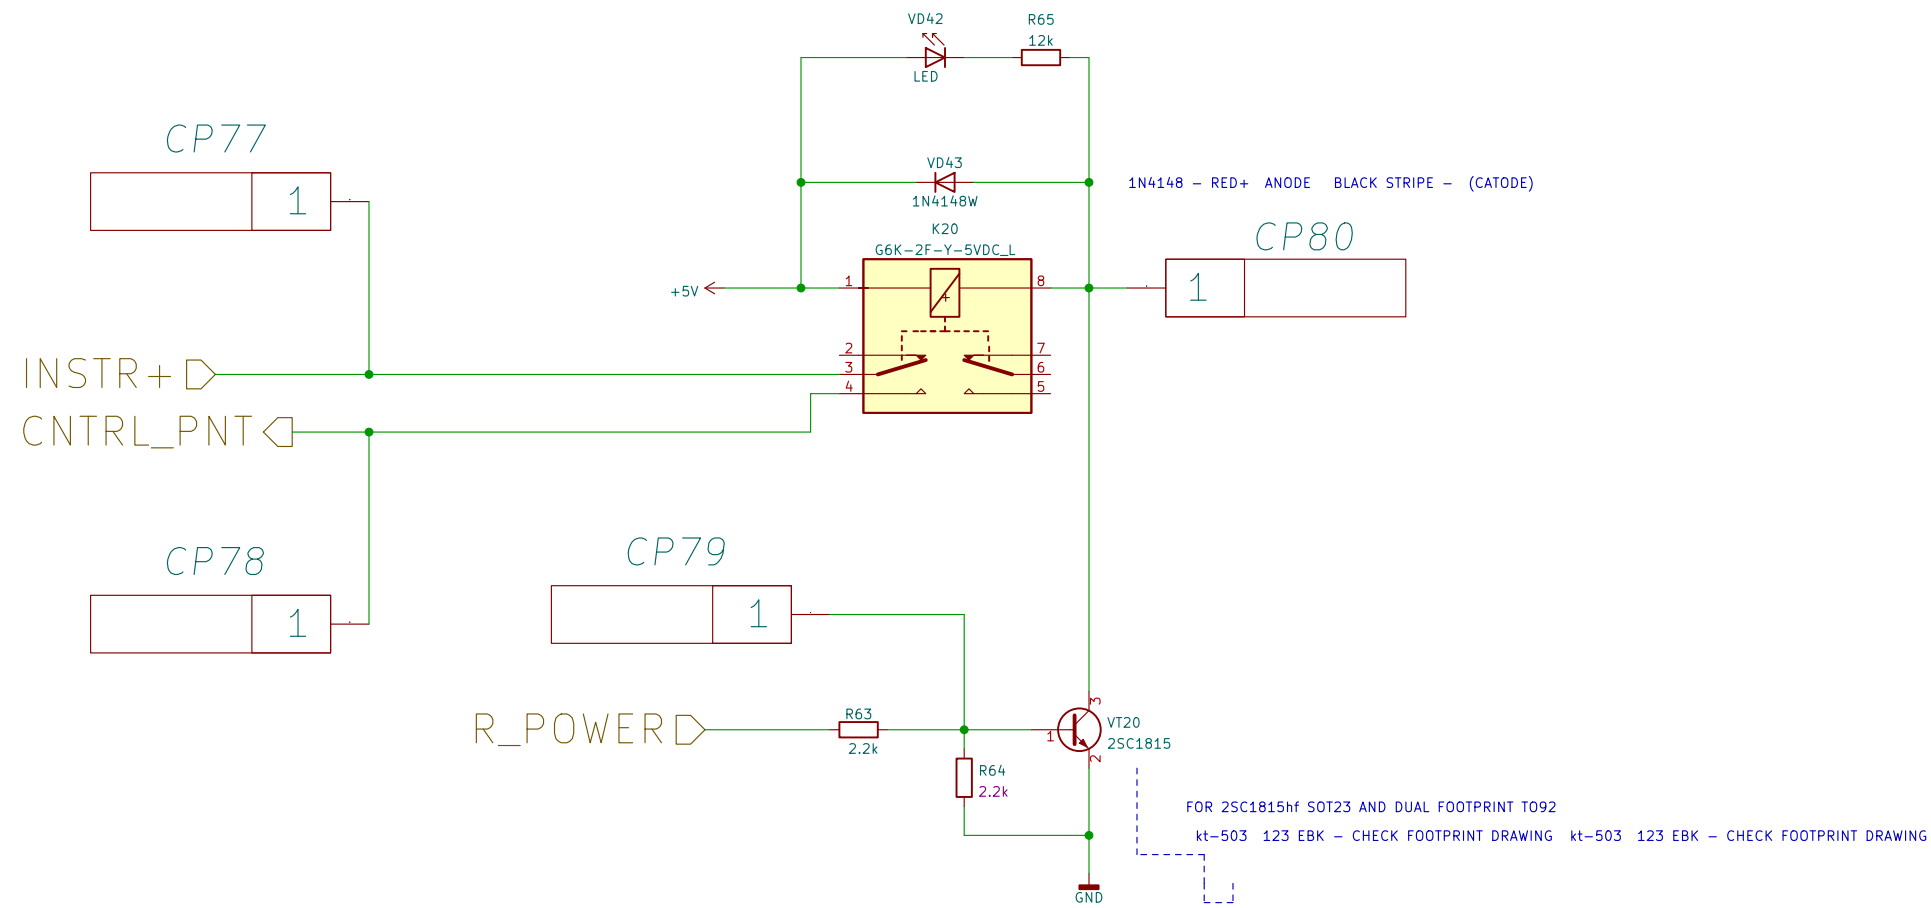 VD42
R65
12k
LED
CP77
1
VD43
1N4148W
1N4148 - RED+ ANODE BLACK STRIPE - (CATODE)
K20
G6K-2F-Y-5VDC_L
CP80
1
+5V
1
8
+
2
7
3
6
4
5
INSTR+
CNTRL_PNT
CP78
1
CP79
1
R_POWER
R63
2.2k
3
1
2
VT20
2SC1815
R64
2.2k
FOR 2SC1815hf SOT23 AND DUAL FOOTPRINT TO92
kt-503 123 EBK - CHECK FOOTPRINT DRAWING kt-503 123 EBK - CHECK FOOTPRINT DRAWING
GND